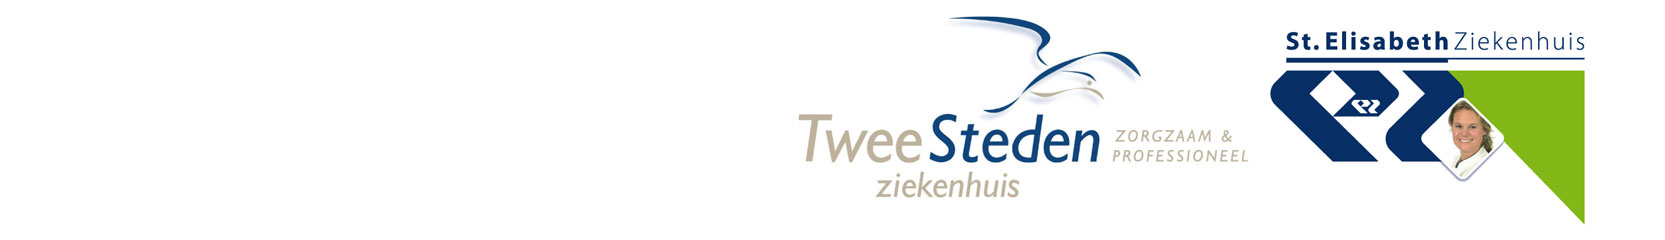 TweeSteden
ziekenhuis
ZORGZAAM &
PROFESSIONEEL
St. Elisabeth Ziekenhuis